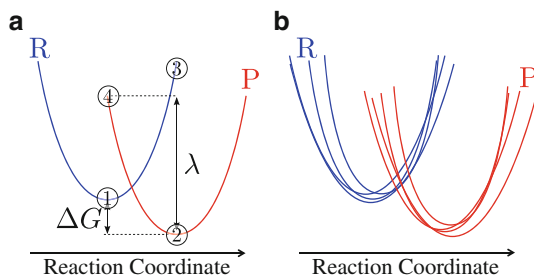 a
b
R
P
4
3
1
2
λ
ΔG
Reaction Coordinate
R
P
Reaction Coordinate